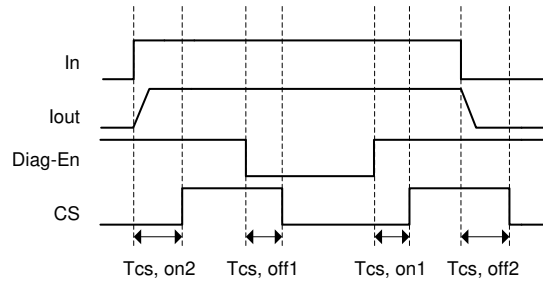 In
Iout
Diag-En
CS
Tcs, on2 Tcs, off1 Tcs, on1 Tcs, off2